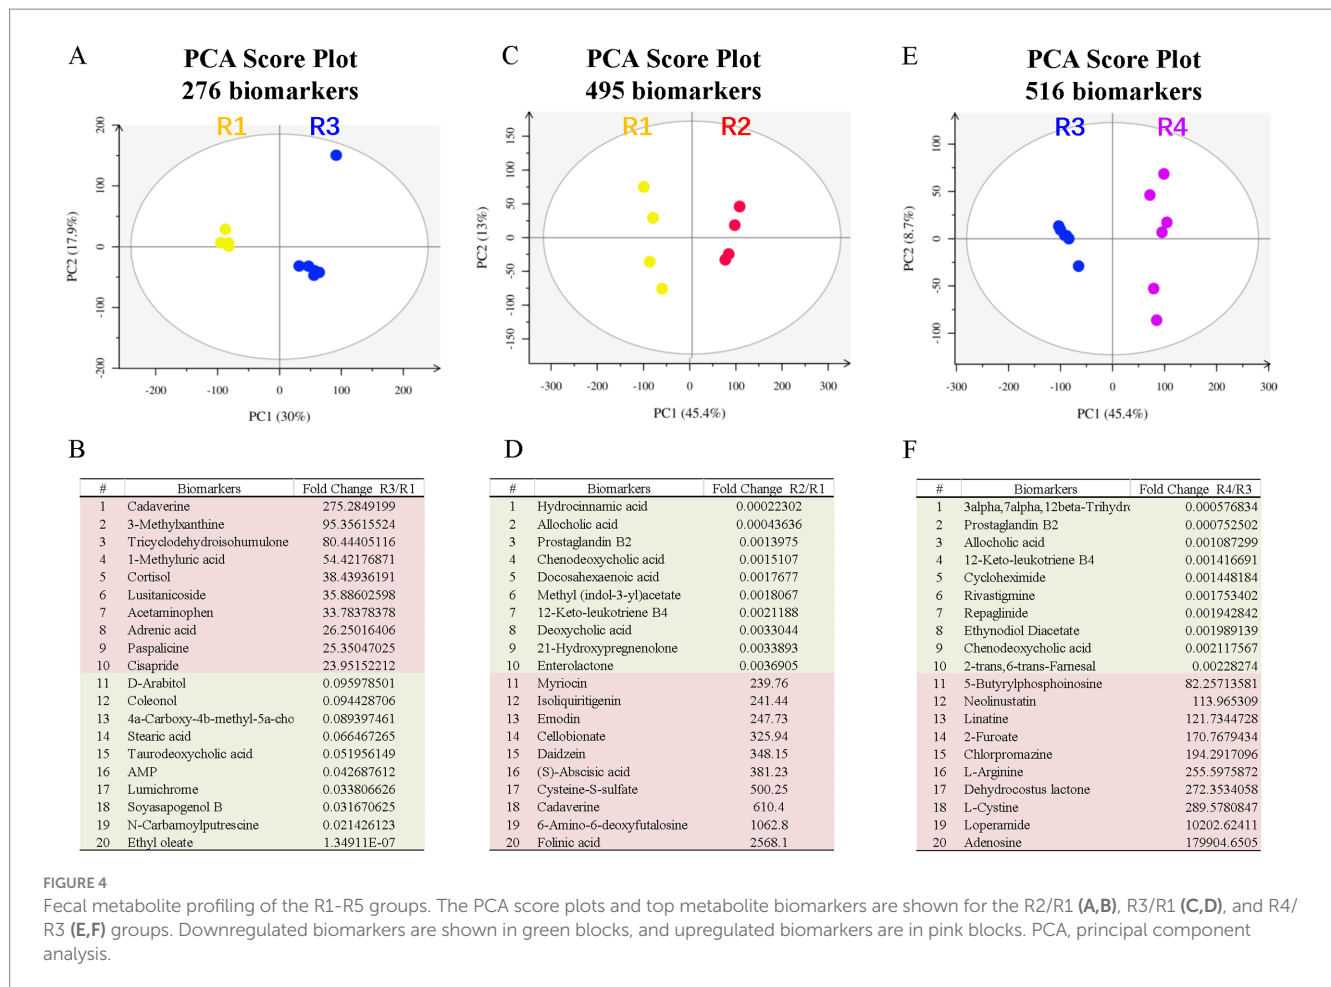 A
PCA Score Plot
276 biomarkers
R1
R3
200
100
0
-100
-200
PC2 (17.9%)
-200
-100
0
100
200
PC1 (30%)
C
PCA Score Plot
495 biomarkers
R1
R2
150
100
50
0
-50
-100
-150
PC2 (13%)
-300
-200
-100
0
100
200
300
PC1 (45.4%)
E
PCA Score Plot
516 biomarkers
R3
R4
100
50
0
-50
-100
PC2 (8.7%)
-300
-200
-100
0
100
200
300
PC1 (45.4%)
B
# Biomarkers Fold Change R3/R1
1 Cadaverine 275.2849199
2 3-Methylxanthine 95.35615524
3 Tricyclodehydroisohumulone 80.44405116
4 1-Methyluric acid 54.42176871
5 Cortisol 38.43936191
6 Lusitanicoside 35.88602598
7 Acetaminophen 33.78378378
8 Adrenic acid 26.25016406
9 Paspalicine 25.35047025
10 Cisapride 23.95152212
11 D-Arabitol 0.095978501
12 Coleonol 0.094428706
13 4a-Carboxy-4b-methyl-5a-cho 0.089397461
14 Stearic acid 0.066467265
15 Taurodeoxycholic acid 0.051956149
16 AMP 0.042687612
17 Lumichrome 0.033806626
18 Soyasapogenol B 0.031670625
19 N-Carbamoylputrescine 0.021426123
20 Ethyl oleate 1.34911E-07
D
# Biomarkers Fold Change R2/R1
1 Hydrocinnamic acid 0.00022302
2 Allocholic acid 0.00043636
3 Prostaglandin B2 0.0013975
4 Chenodeoxycholic acid 0.0015107
5 Docosahexaenoic acid 0.0017677
6 Methyl (indol-3-yl)acetate 0.0018067
7 12-Keto-leukotriene B4 0.0021188
8 Deoxycholic acid 0.0033044
9 21-Hydroxypregnenolone 0.0033893
10 Enterolactone 0.0036905
11 Myriocin 239.76
12 Isoliquiritigenin 241.44
13 Emodin 247.73
14 Cellobionate 325.94
15 Daidzein 348.15
16 (S)-Abscisic acid 381.23
17 Cysteine-S-sulfate 500.25
18 Cadaverine 610.4
19 6-Amino-6-deoxyfutalosine 1062.8
20 Folinic acid 2568.1
F
# Biomarkers Fold Change R4/R3
1 3alpha,7alpha,12beta-Trihydro 0.000576834
2 Prostaglandin B2 0.000752502
3 Allocholic acid 0.001087299
4 12-Keto-leukotriene B4 0.001416691
5 Cycloheximide 0.001448184
6 Rivastigmine 0.001753402
7 Repaglinide 0.001942842
8 Ethynodiol Diacetate 0.001989139
9 Chenodeoxycholic acid 0.002117567
10 2-trans,6-trans-Farnesal 0.00228274
11 5-Butyrylphosphoinosine 82.25713581
12 Neolinustatin 113.965309
13 Linatine 121.7344728
14 2-Furoate 170.7679434
15 Chlorpromazine 194.2917096
16 L-Arginine 255.5975872
17 Dehydrocostus lactone 272.3534058
18 L-Cystine 289.5780847
19 Loperamide 10202.62411
20 Adenosine 179904.6505
FIGURE 4
Fecal metabolite profiling of the R1-R5 groups. The PCA score plots and top metabolite biomarkers are shown for the R2/R1 (A,B), R3/R1 (C,D), and R4/
R3 (E,F) groups. Downregulated biomarkers are shown in green blocks, and upregulated biomarkers are in pink blocks. PCA, principal component
analysis.